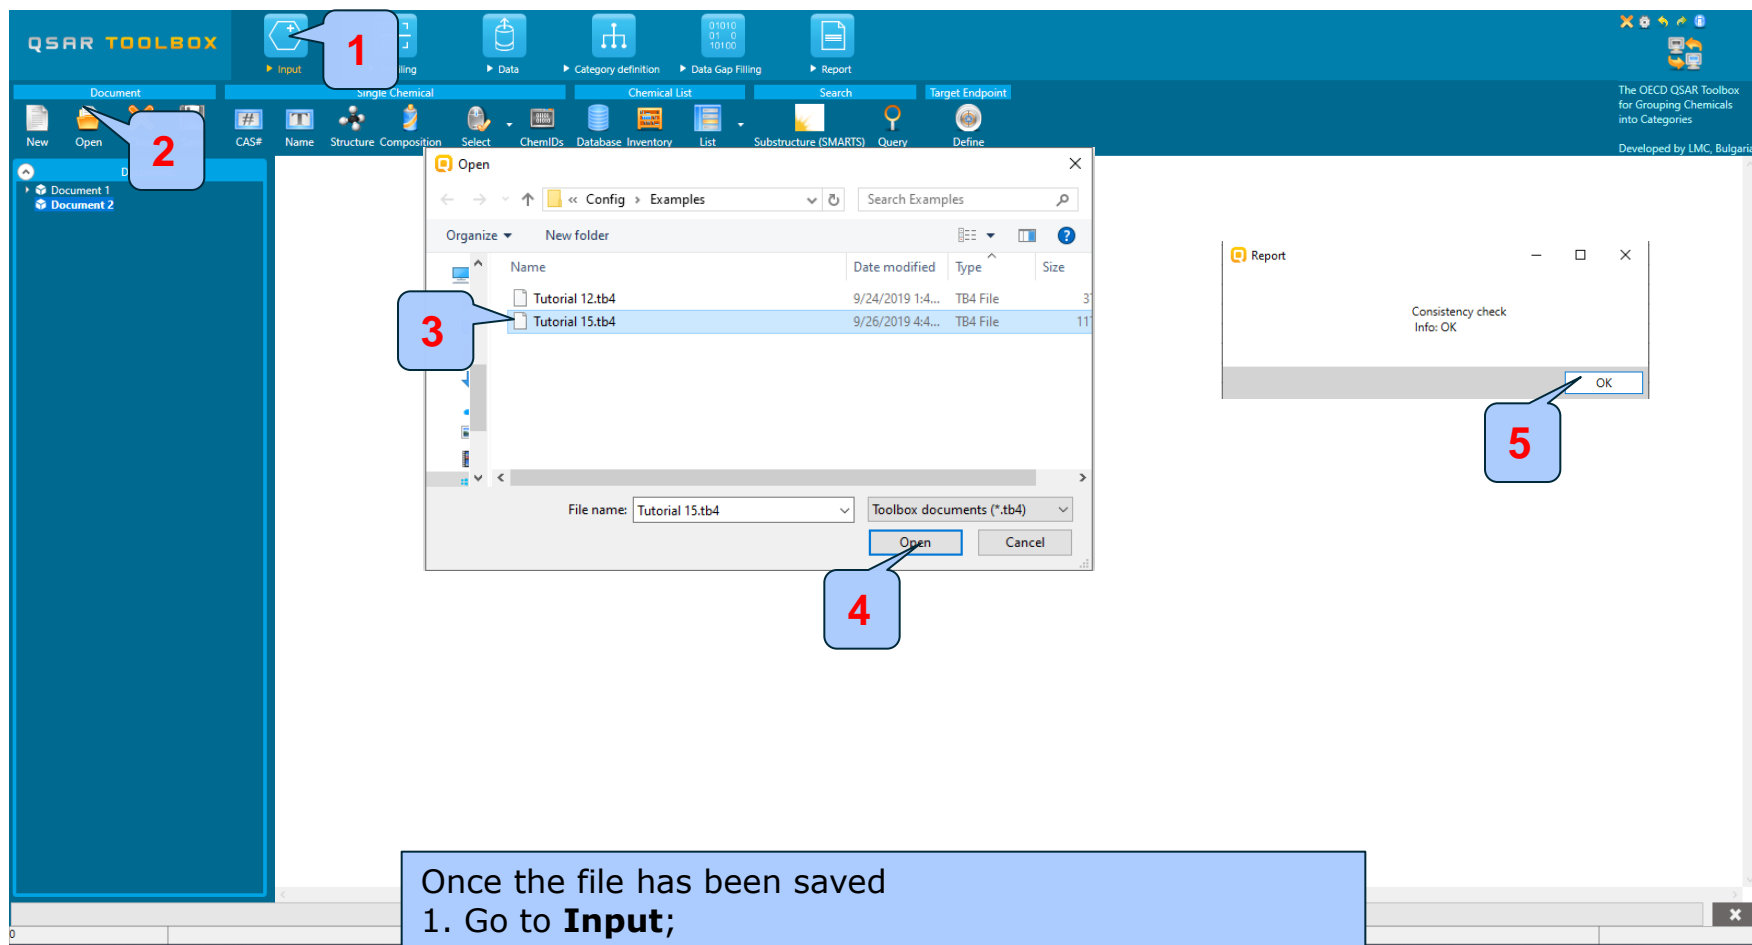 QSAR TOOLBOX
Input
ling
Data
Category definition
Data Gap Filling
Report
01010
01 0
10100
1
Document
Single Chemical
Chemical List
Search
Target Endpoint
The OECD QSAR Toolbox
for Grouping Chemicals
into Categories
Developed by LMC, Bulgaria
New
Open
CAS#
Name
Structure
Composition
Select
ChemIDs
Database
Inventory
List
Substructure (SMARTS)
Query
Define
2
D
Document 1
Document 2
Open
« Config › Examples
Search Examples
Organize
New folder
Name
Date modified
Type
Size
Tutorial 12.tb4
9/24/2019 1:4...
TB4 File
Tutorial 15.tb4
9/26/2019 4:4...
TB4 File
3
File name:
Tutorial 15.tb4
Toolbox documents (*.tb4)
Open
Cancel
4
Report
Consistency check
Info: OK
OK
5
Once the file has been saved
1. Go to Input;
0